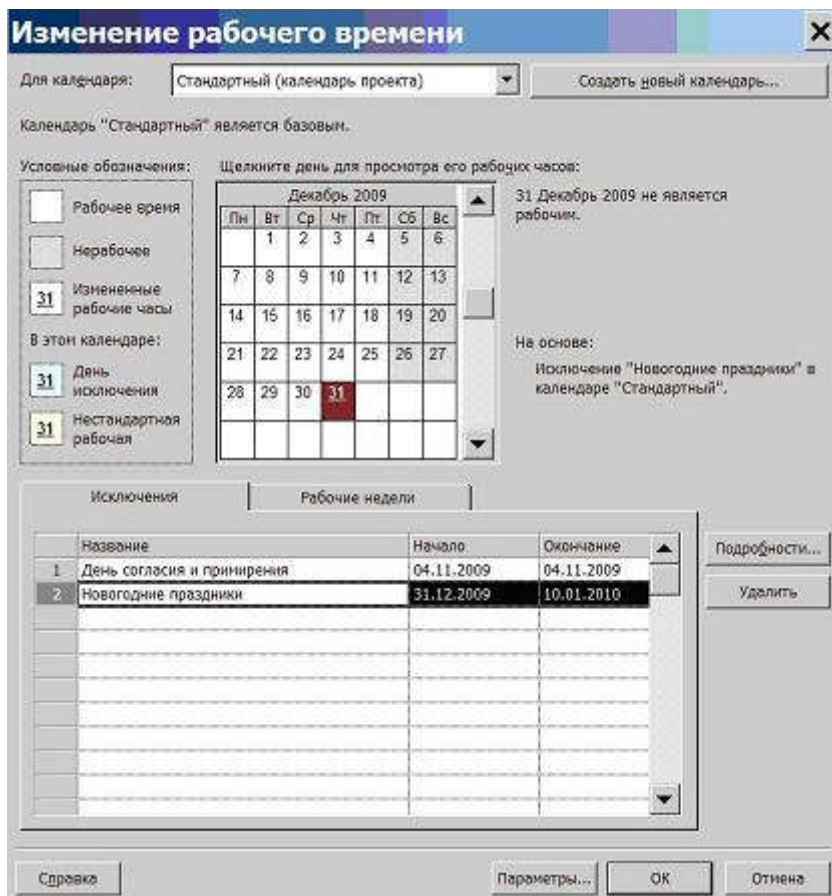 Изменение рабочего времени
Для календаря: Стандартный (календарь проекта) Создать новый календарь...
Календарь "Стандартный" является базовым.
Условные обозначения:
Рабочее время
Нерабочее
31 Измененные
рабочие часы
В этом календаре:
31 День
исключения
31 Нестандартная
рабочая
Щелкните день для просмотра его рабочих часов:
Декабрь 2009
Пн Вт Ср Чт Пт Сб Вс
1 2 3 4 5 6
7 8 9 10 11 12 13
14 15 16 17 18 19 20
21 22 23 24 25 26 27
28 29 30 31
31 Декабрь 2009 не является
рабочим.
На основе:
Исключение "Новогодние праздники" в
календаре "Стандартный".
Исключения Рабочие недели
Название Начало Окончание
1 День согласия и примирения 04.11.2009 04.11.2009
2 Новогодние праздники 31.12.2009 10.01.2010
Подробности...
Удалить
Справка Параметры... ОК Отмена